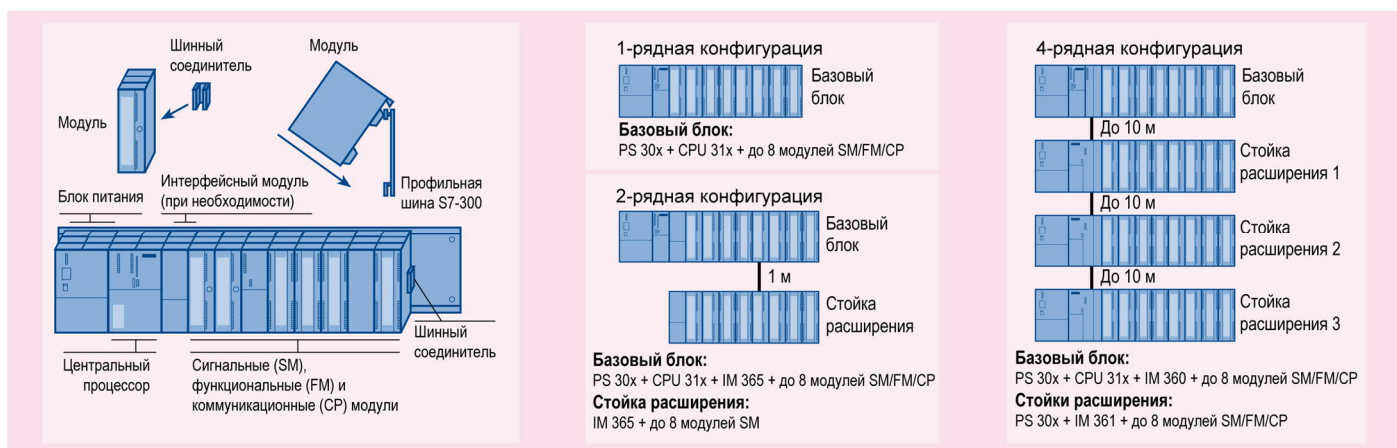 Шинный
соединитель
Модуль
Модуль
Профильная
шина S7-300
Блок питания
Интерфейсный модуль
(при необходимости)
Шинный
соединитель
Центральный
процессор
Сигнальные (SM),
функциональные (FM) и
коммуникационные (CP) модули
1-рядная конфигурация
Базовый
блок
Базовый блок:
PS 30x + CPU 31x + до 8 модулей SM/FM/CP
2-рядная конфигурация
Базовый
блок
1 м
Стойка
расширения
Базовый блок:
PS 30x + CPU 31x + IM 365 + до 8 модулей SM/FM/CP
Стойка расширения:
IM 365 + до 8 модулей SM
4-рядная конфигурация
Базовый
блок
До 10 м
Стойка
расширения 1
До 10 м
Стойка
расширения 2
До 10 м
Стойка
расширения 3
Базовый блок:
PS 30x + CPU 31x + IM 360 + до 8 модулей SM/FM/CP
Стойки расширения:
PS 30x + IM 361 + до 8 модулей SM/FM/CP